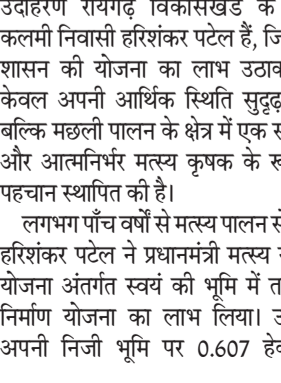 उदाहरण रायगढ़ विकासखंड के
कलमी निवासी हरिशंकर पटेल हैं,
शासन की योजना का लाभ
केवल अपनी आर्थिक स्थिति सुदृढ़
बल्कि मछली पालन के क्षेत्र में एक
और आत्मनिर्भर मत्स्य कृषक के
पहचान स्थापित की है।
लगभग पाँच वर्षों से मत्स्य पालन
हरिशंकर पटेल ने प्रधानमंत्री मत्स्य
योजना अंतर्गत स्वयं की भूमि में
निर्माण योजना का लाभ लिया।
अपनी निजी भूमि पर 0.607